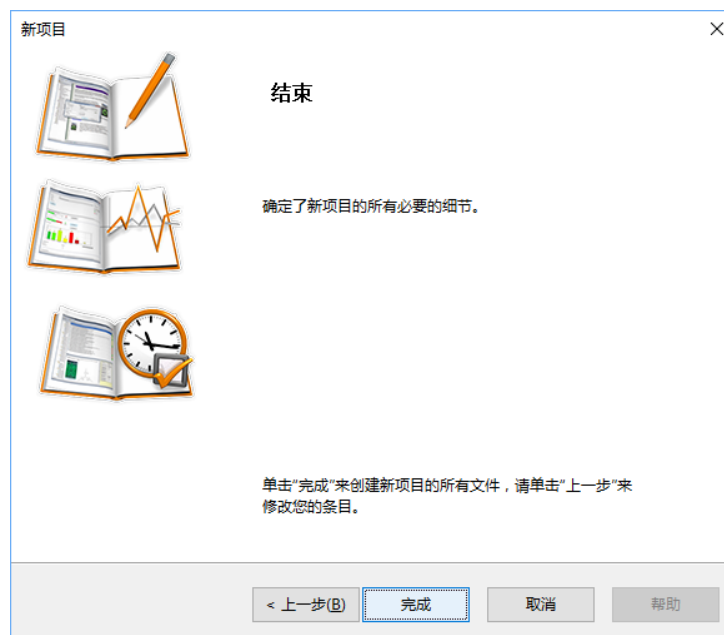 新项目
结束
确定了新项目的所有必要的细节。
单击“完成”来创建新项目的所有文件，请单击“上一步”来
修改您的条目。
< 上一步(B)
完成
取消
帮助